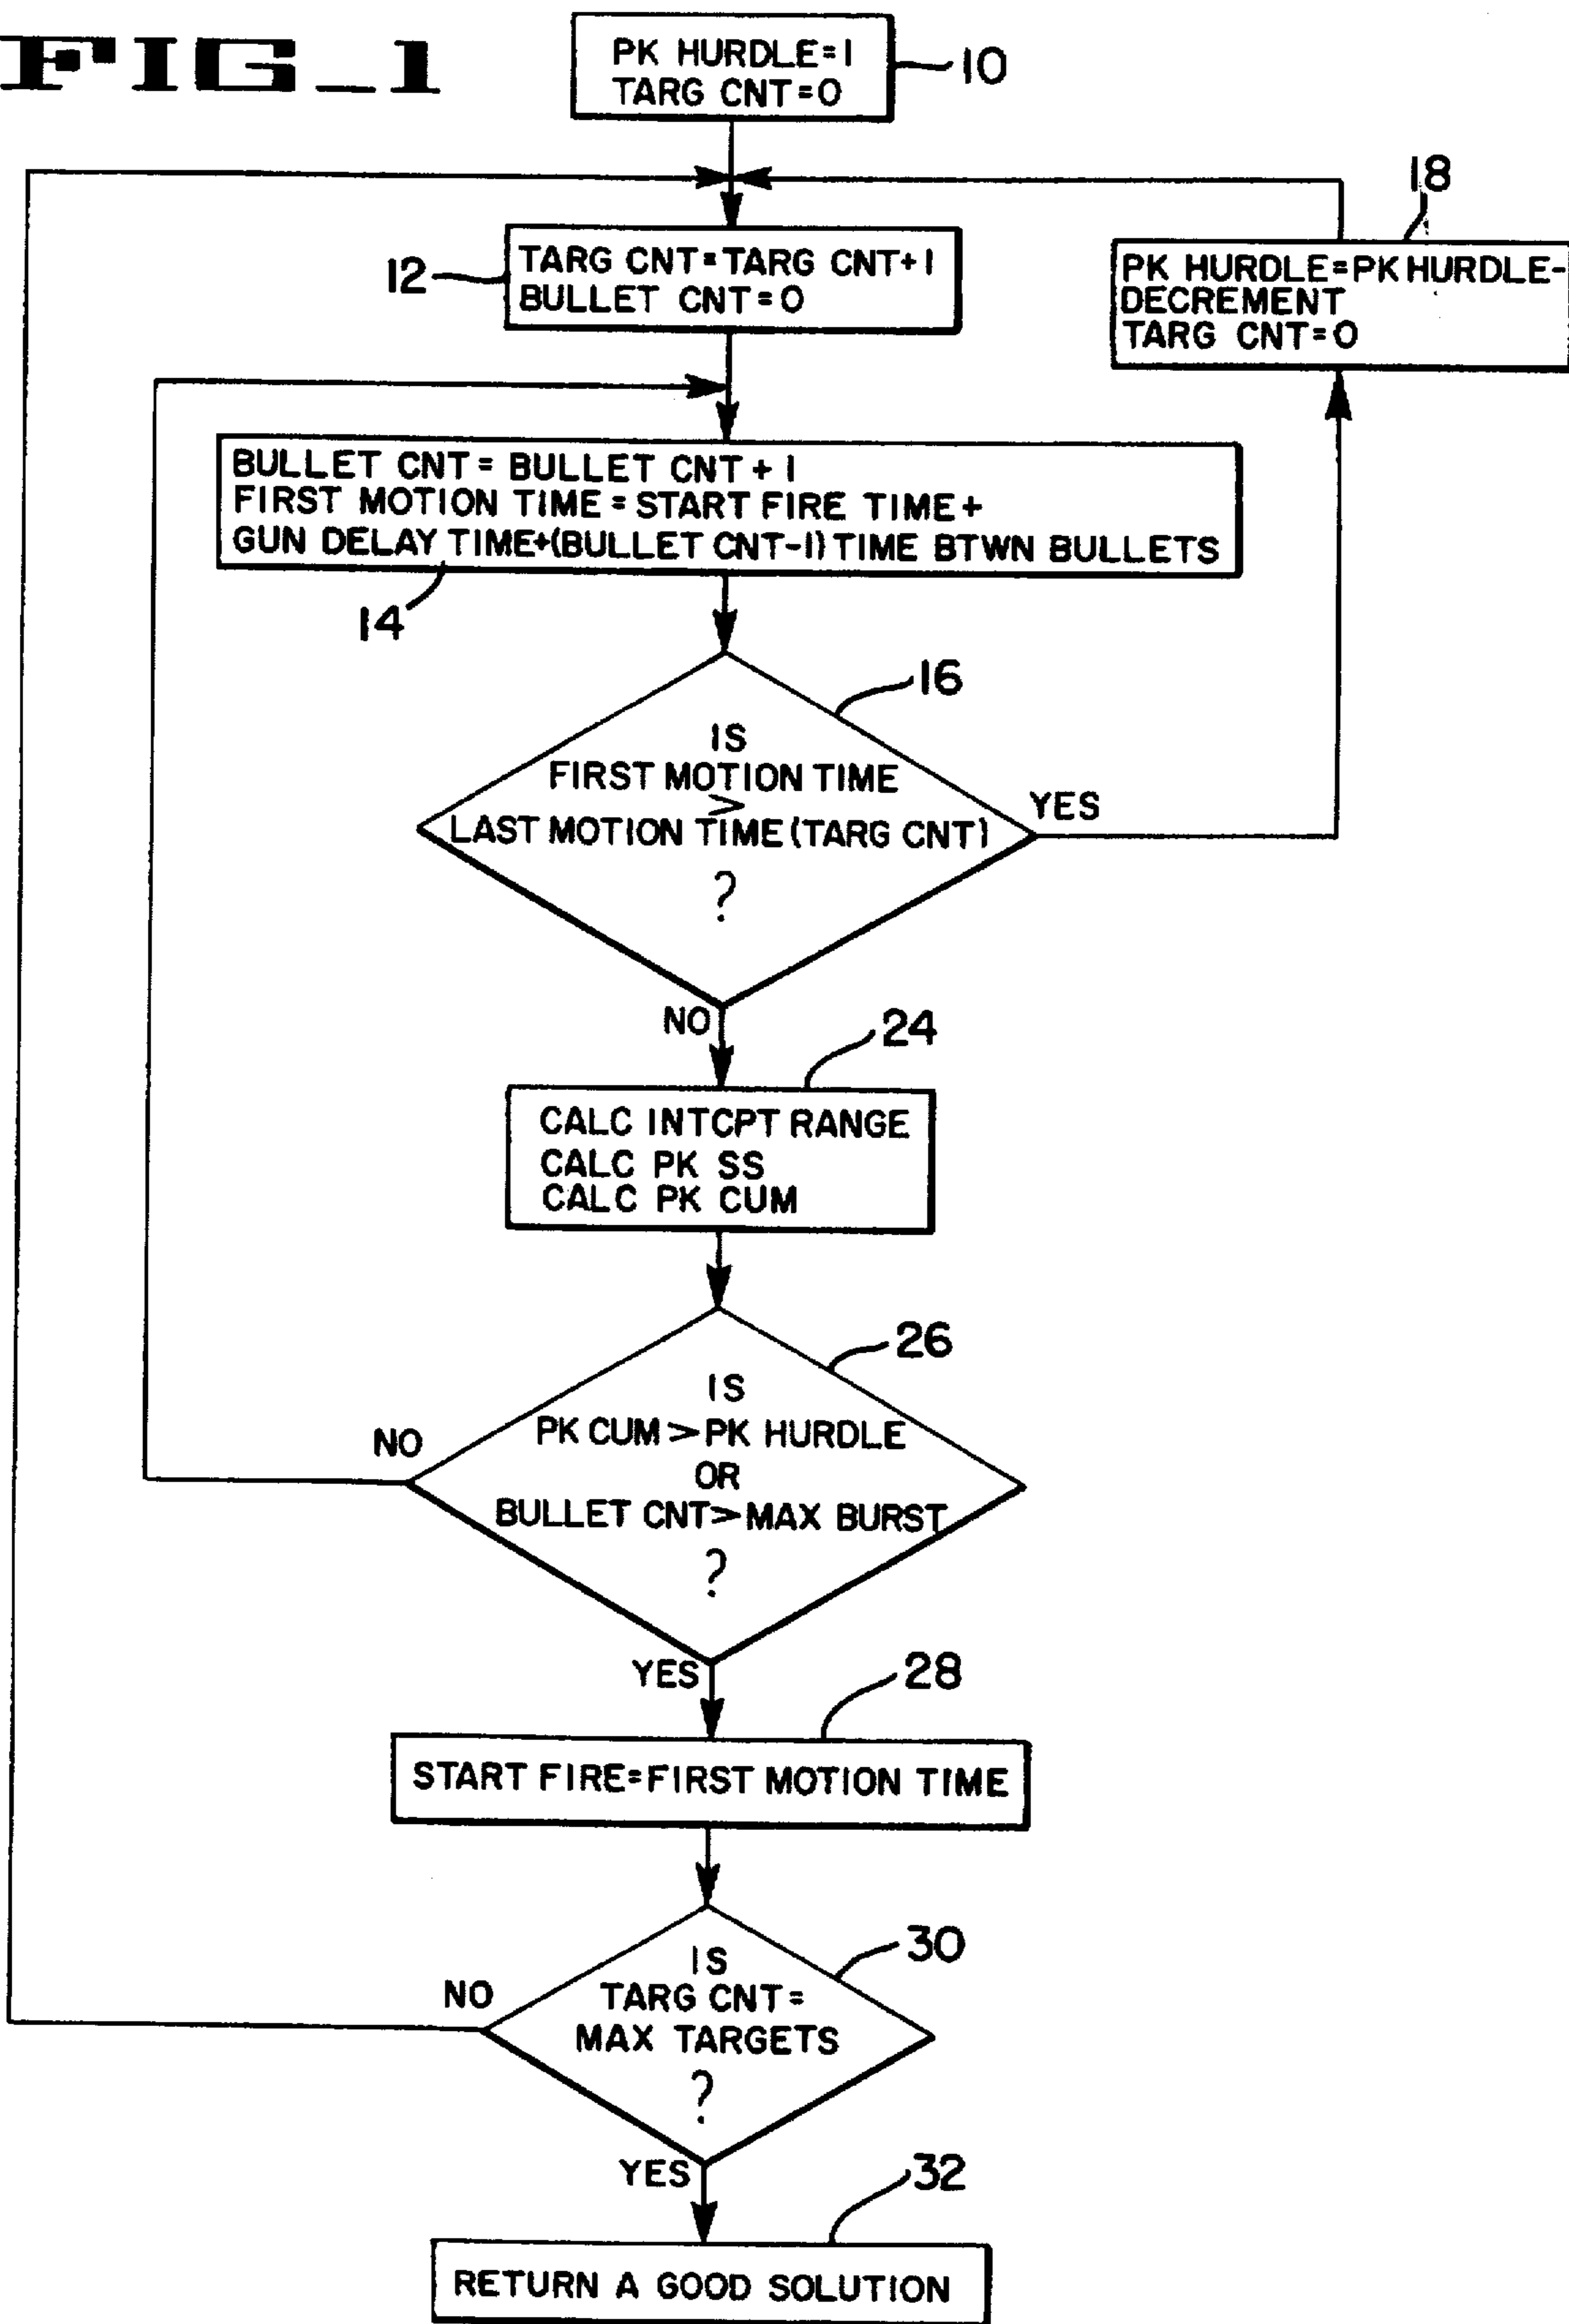 FIG_1
PK HURDLE=1
TARG CNT=0
10
18
12
TARG CNT=TARG CNT+1
BULLET CNT=0
PK HURDLE=PK HURDLE-
DECREMENT
TARG CNT=0
BULLET CNT= BULLET CNT + 1
FIRST MOTION TIME=START FIRE TIME+
GUN DELAY TIME+(BULLET CNT-1) TIME BTWN BULLETS
14
16
IS
FIRST MOTION TIME
>
LAST MOTION TIME(TARG CNT)
?
YES
NO
24
CALC INTCPT RANGE
CALC PK SS
CALC PK CUM
26
IS
PK CUM>PK HURDLE
OR
BULLET CNT>MAX BURST
?
NO
YES
28
START FIRE=FIRST MOTION TIME
30
IS
TARG CNT=
MAX TARGETS
?
NO
YES
32
RETURN A GOOD SOLUTION